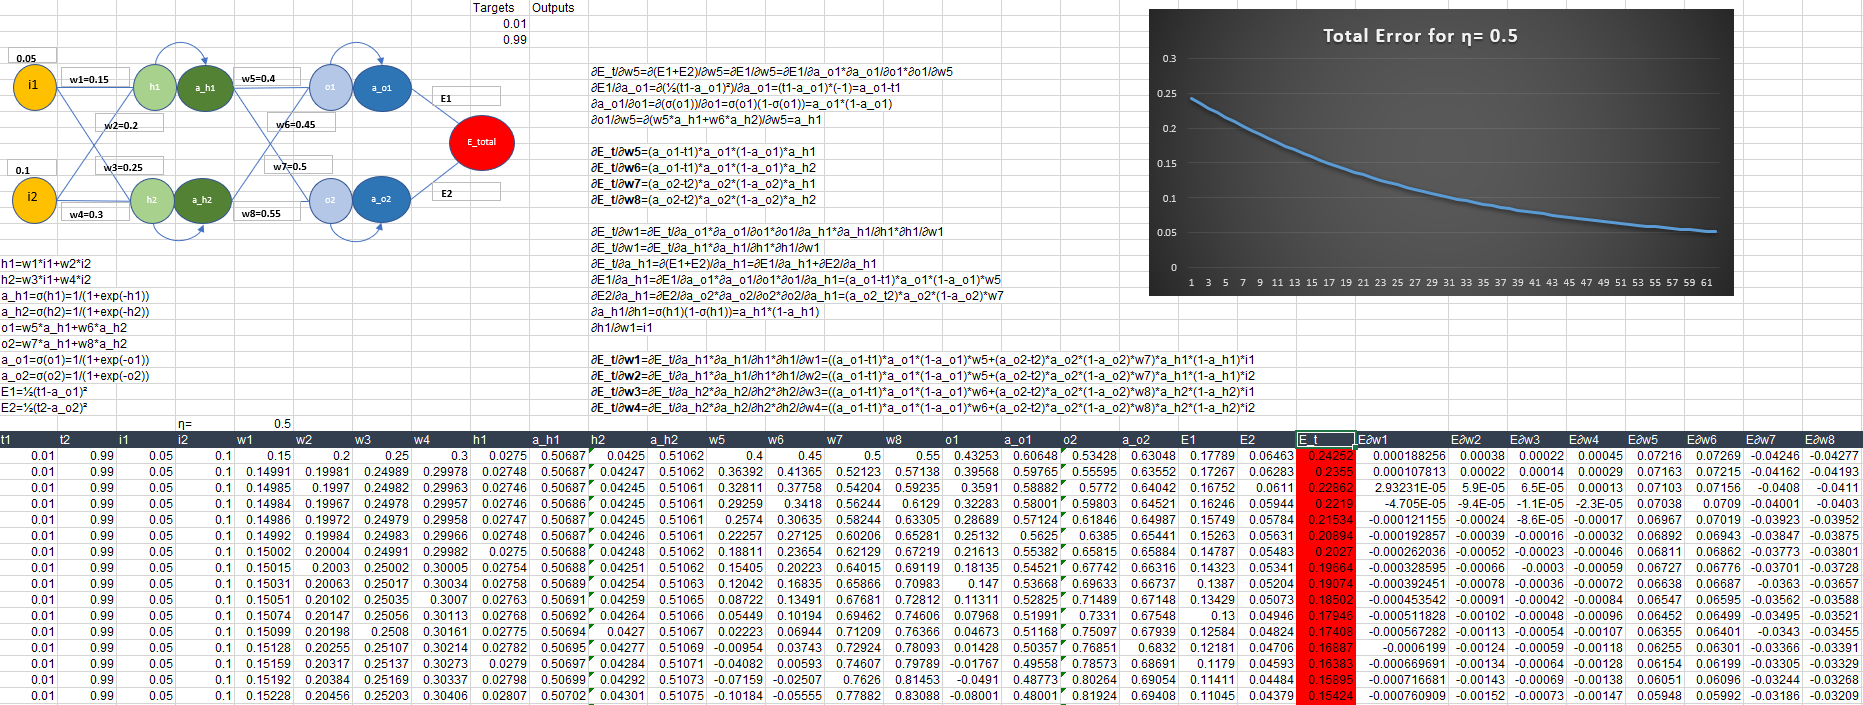 Targets Outputs
0.01
0.99
0.05
i1
w1=0.15
h1
a_h1
w5=0.4
o1
a_o1
E1
w2=0.2
w6=0.45
E_total
0.1
w3=0.25
w7=0.5
i2
h2
a_h2
o2
a_o2
E2
w4=0.3
w8=0.55
h1=w1*i1+w2*i2
h2=w3*i1+w4*i2
a_h1=σ(h1)=1/(1+exp(-h1))
a_h2=σ(h2)=1/(1+exp(-h2))
o1=w5*a_h1+w6*a_h2
o2=w7*a_h1+w8*a_h2
a_o1=σ(o1)=1/(1+exp(-o1))
a_o2=σ(o2)=1/(1+exp(-o2))
E1=½(t1-a_o1)²
E2=½(t2-a_o2)²
∂E_t/∂w5=∂(E1+E2)/∂w5=∂E1/∂w5=∂E1/∂a_o1*∂a_o1/∂o1*∂o1/∂w5
∂E1/∂a_o1=∂(½(t1-a_o1)²)/∂a_o1=(t1-a_o1)*(-1)=a_o1-t1
∂a_o1/∂o1=∂(σ(o1))/∂o1=σ(o1)(1-σ(o1))=a_o1*(1-a_o1)
∂o1/∂w5=∂(w5*a_h1+w6*a_h2)/∂w5=a_h1
∂E_t/∂w5=(a_o1-t1)*a_o1*(1-a_o1)*a_h1
∂E_t/∂w6=(a_o1-t1)*a_o1*(1-a_o1)*a_h2
∂E_t/∂w7=(a_o2-t2)*a_o2*(1-a_o2)*a_h1
∂E_t/∂w8=(a_o2-t2)*a_o2*(1-a_o2)*a_h2
∂E_t/∂w1=∂E_t/∂a_o1*∂a_o1/∂o1*∂o1/∂a_h1*∂a_h1/∂h1*∂h1/∂w1
∂E_t/∂w1=∂E_t/∂a_h1*∂a_h1/∂h1*∂h1/∂w1
∂E_t/∂a_h1=∂(E1+E2)/∂a_h1=∂E1/∂a_h1+∂E2/∂a_h1
∂E1/∂a_h1=∂E1/∂a_o1*∂a_o1/∂o1*∂o1/∂a_h1=(a_o1-t1)*a_o1*(1-a_o1)*w5
∂E2/∂a_h1=∂E2/∂a_o2*∂a_o2/∂o2*∂o2/∂a_h1=(a_o2_t2)*a_o2*(1-a_o2)*w7
∂a_h1/∂h1=σ(h1)(1-σ(h1))=a_h1*(1-a_h1)
∂h1/∂w1=i1
∂E_t/∂w1=∂E_t/∂a_h1*∂a_h1/∂h1*∂h1/∂w1=((a_o1-t1)*a_o1*(1-a_o1)*w5+(a_o2-t2)*a_o2*(1-a_o2)*w7)*a_h1*(1-a_h1)*i1
∂E_t/∂w2=∂E_t/∂a_h1*∂a_h1/∂h1*∂h1/∂w2=((a_o1-t1)*a_o1*(1-a_o1)*w5+(a_o2-t2)*a_o2*(1-a_o2)*w7)*a_h1*(1-a_h1)*i2
∂E_t/∂w3=∂E_t/∂a_h2*∂a_h2/∂h2*∂h2/∂w3=((a_o1-t1)*a_o1*(1-a_o1)*w6+(a_o2-t2)*a_o2*(1-a_o2)*w8)*a_h2*(1-a_h2)*i1
∂E_t/∂w4=∂E_t/∂a_h2*∂a_h2/∂h2*∂h2/∂w4=((a_o1-t1)*a_o1*(1-a_o1)*w6+(a_o2-t2)*a_o2*(1-a_o2)*w8)*a_h2*(1-a_h2)*i2
Total Error for η= 0.5
0.3
0.25
0.2
0.15
0.1
0.05
0
1 3 5 7 9 11 13 15 17 19 21 23 25 27 29 31 33 35 37 39 41 43 45 47 49 51 53 55 57 59 61
η= 0.5
t1 t2 i1 i2 w1 w2 w3 w4 h1 a_h1 h2 a_h2 w5 w6 w7 w8 o1 a_o1 o2 a_o2 E1 E2 E_t E∂w1 E∂w2 E∂w3 E∂w4 E∂w5 E∂w6 E∂w7 E∂w8
0.01 0.99 0.05 0.1 0.15 0.2 0.25 0.3 0.0275 0.50687 0.0425 0.51062 0.4 0.45 0.5 0.55 0.43253 0.60648 0.53428 0.63048 0.17789 0.06463 0.24252 0.000188256 0.00038 0.00022 0.00045 0.07216 0.07269 -0.04246 -0.04277
0.01 0.99 0.05 0.1 0.14991 0.19981 0.24989 0.29978 0.02748 0.50687 0.04247 0.51062 0.36392 0.41365 0.52123 0.57138 0.39568 0.59765 0.55595 0.63552 0.17267 0.06283 0.2355 0.000107813 0.00022 0.00014 0.00029 0.07163 0.07215 -0.04162 -0.04193
0.01 0.99 0.05 0.1 0.14985 0.1997 0.24982 0.29963 0.02746 0.50687 0.04245 0.51061 0.32811 0.37758 0.54204 0.59235 0.3591 0.58882 0.5772 0.64042 0.16752 0.0611 0.22862 2.93231E-05 5.9E-05 6.5E-05 0.00013 0.07103 0.07156 -0.0408 -0.0411
0.01 0.99 0.05 0.1 0.14984 0.19967 0.24978 0.29957 0.02746 0.50686 0.04245 0.51061 0.29259 0.3418 0.56244 0.6129 0.32283 0.58001 0.59803 0.64521 0.16246 0.05944 0.2219 -4.705E-05 -9.4E-05 -1.1E-05 -2.3E-05 0.07038 0.0709 -0.04001 -0.0403
0.01 0.99 0.05 0.1 0.14986 0.19972 0.24979 0.29958 0.02747 0.50687 0.04245 0.51061 0.2574 0.30635 0.58244 0.63305 0.28689 0.57124 0.61846 0.64987 0.15749 0.05784 0.21534 -0.000121155 -0.00024 -8.6E-05 -0.00017 0.06967 0.07019 -0.03923 -0.03952
0.01 0.99 0.05 0.1 0.14992 0.19984 0.24983 0.29966 0.02748 0.50687 0.04246 0.51061 0.22257 0.27125 0.60206 0.65281 0.25132 0.5625 0.6385 0.65441 0.15263 0.05631 0.20894 -0.000192857 -0.00039 -0.00016 -0.00032 0.06892 0.06943 -0.03847 -0.03875
0.01 0.99 0.05 0.1 0.15002 0.20004 0.24991 0.29982 0.0275 0.50688 0.04248 0.51062 0.18811 0.23654 0.62129 0.67219 0.21613 0.55382 0.65815 0.65884 0.14787 0.05483 0.2027 -0.000262036 -0.00052 -0.00023 -0.00046 0.06811 0.06862 -0.03773 -0.03801
0.01 0.99 0.05 0.1 0.15015 0.2003 0.25002 0.30005 0.02754 0.50688 0.04251 0.51062 0.15405 0.20223 0.64015 0.69119 0.18135 0.54521 0.67742 0.66316 0.14323 0.05341 0.19664 -0.000328595 -0.00066 -0.0003 -0.00059 0.06727 0.06776 -0.03701 -0.03728
0.01 0.99 0.05 0.1 0.15031 0.20063 0.25017 0.30034 0.02758 0.50689 0.04254 0.51063 0.12042 0.16835 0.65866 0.70983 0.147 0.53668 0.69633 0.66737 0.1387 0.05204 0.19074 -0.000392451 -0.00078 -0.00036 -0.00072 0.06638 0.06687 -0.0363 -0.03657
0.01 0.99 0.05 0.1 0.15051 0.20102 0.25035 0.3007 0.02763 0.50691 0.04259 0.51065 0.08722 0.13491 0.67681 0.72812 0.11311 0.52825 0.71489 0.67148 0.13429 0.05073 0.18502 -0.000453542 -0.00091 -0.00042 -0.00084 0.06547 0.06595 -0.03562 -0.03588
0.01 0.99 0.05 0.1 0.15074 0.20147 0.25056 0.30113 0.02768 0.50692 0.04264 0.51066 0.05449 0.10194 0.69462 0.74606 0.07968 0.51991 0.7331 0.67548 0.13 0.04946 0.17946 -0.000511828 -0.00102 -0.00048 -0.00096 0.06452 0.06499 -0.03495 -0.03521
0.01 0.99 0.05 0.1 0.15099 0.20198 0.2508 0.30161 0.02775 0.50694 0.0427 0.51067 0.02223 0.06944 0.71209 0.76366 0.04673 0.51168 0.75097 0.67939 0.12584 0.04824 0.17408 -0.000567282 -0.00113 -0.00054 -0.00107 0.06355 0.06401 -0.0343 -0.03455
0.01 0.99 0.05 0.1 0.15128 0.20255 0.25107 0.30214 0.02782 0.50695 0.04277 0.51069 -0.00954 0.03743 0.72924 0.78093 0.01428 0.50357 0.76851 0.6832 0.12181 0.04706 0.16887 -0.0006199 -0.00124 -0.00059 -0.00118 0.06255 0.06301 -0.03366 -0.03391
0.01 0.99 0.05 0.1 0.15159 0.20317 0.25137 0.30273 0.0279 0.50697 0.04284 0.51071 -0.04082 0.00593 0.74607 0.79789 -0.01767 0.49558 0.78573 0.68691 0.1179 0.04593 0.16383 -0.000669691 -0.00134 -0.00064 -0.00128 0.06154 0.06199 -0.03305 -0.03329
0.01 0.99 0.05 0.1 0.15192 0.20384 0.25169 0.30337 0.02798 0.50699 0.04292 0.51073 -0.07159 -0.02507 0.7626 0.81453 -0.0491 0.48773 0.80264 0.69054 0.11411 0.04484 0.15895 -0.000716681 -0.00143 -0.00069 -0.00138 0.06051 0.06096 -0.03244 -0.03268
0.01 0.99 0.05 0.1 0.15228 0.20456 0.25203 0.30406 0.02807 0.50702 0.04301 0.51075 -0.10184 -0.05555 0.77882 0.83088 -0.08001 0.48001 0.81924 0.69408 0.11045 0.04379 0.15424 -0.000760909 -0.00152 -0.00073 -0.00147 0.05948 0.05992 -0.03186 -0.03209